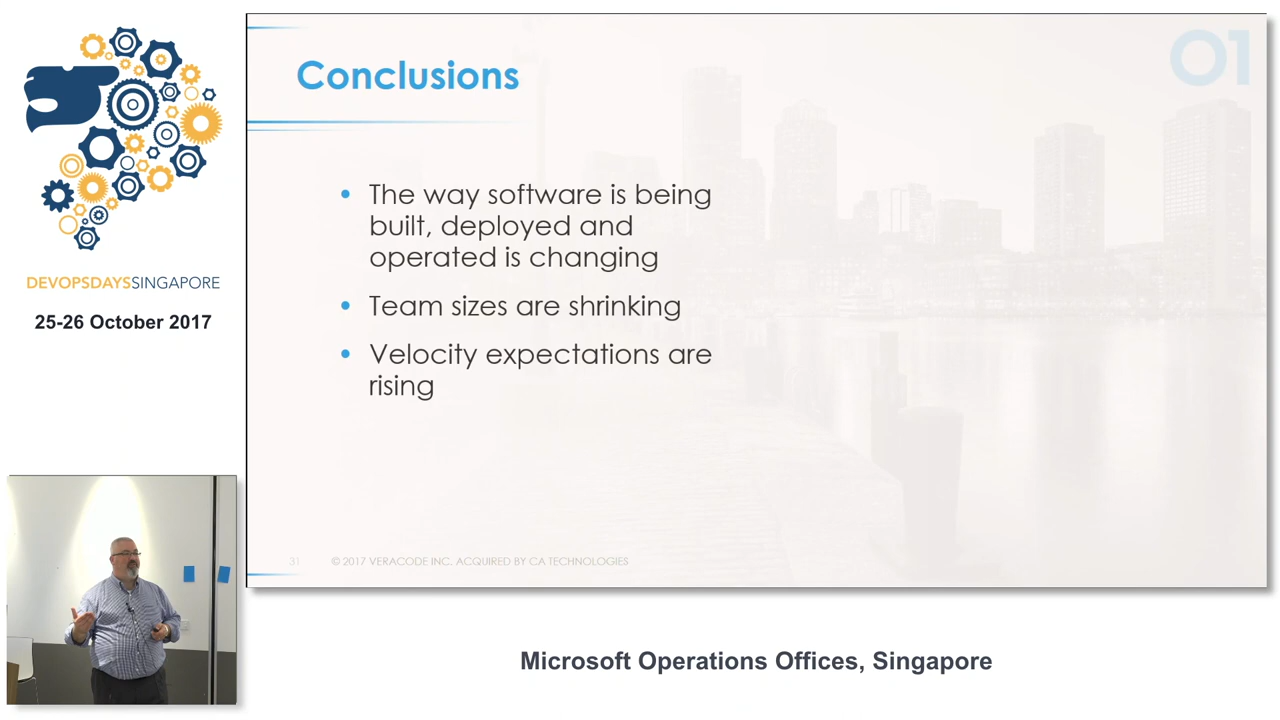 DEVOPSDAYSSINGAPORE
25-26 October 2017
01
Conclusions
• The way software is being
built, deployed and
operated is changing
• Team sizes are shrinking
• Velocity expectations are
rising
31 © 2017 VERACODE INC. ACQUIRED BY CA TECHNOLOGIES
Microsoft Operations Offices, Singapore